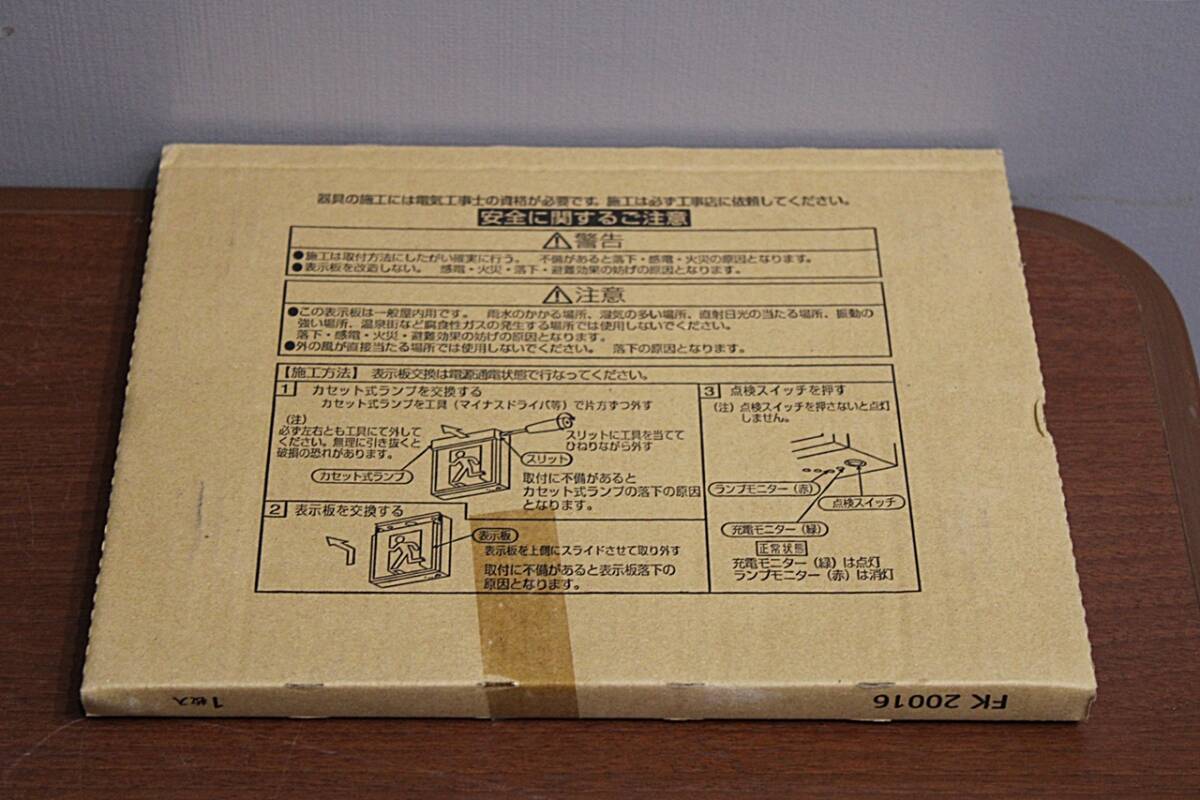 器具の施工には電気工事士の資格が必要です。施工は必ず工事店に依頼してください。
安全に関するご注意
⚠警告
●施工は取付方法にしたがい確実に行う。 不備があると落下・感電・火災の原因となります。
●表示板を改造しない。 感電・火災・落下・避難効果の妨げの原因となります。
⚠注意
●この表示板は一般屋内用です。 雨水のかかる場所、湿気の多い場所、直射日光の当たる場所、振動の
強い場所、温泉街など腐食性ガスの発生する場所では使用しないでください。
落下・感電・火災・避難効果の妨げの原因となります。
●外の風が直接当たる場所では使用しないでください。 落下の原因となります。
【施工方法】 表示板交換は電源通電状態で行なってください。
1 カセット式ランプを交換する
カセット式ランプを工具（マイナスドライバ等）で片方ずつ外す
（注）
必ず左右とも工具にて外して
ください。無理に引き抜くと
破損の恐れがあります。
スリットに工具を当てて
ひねりながら外す
スリット
カセット式ランプ
取付に不備があると
カセット式ランプの落下の原因
となります。
2 表示板を交換する
表示板
表示板を上側にスライドさせて取り外す
取付に不備があると表示板落下の
原因となります。
3 点検スイッチを押す
（注）点検スイッチを押さないと点灯
しません。
ランプモニター（赤）
点検スイッチ
充電モニター（緑）
正常状態
充電モニター（緑）は点灯
ランプモニター（赤）は消灯
FK 20016
1枚入